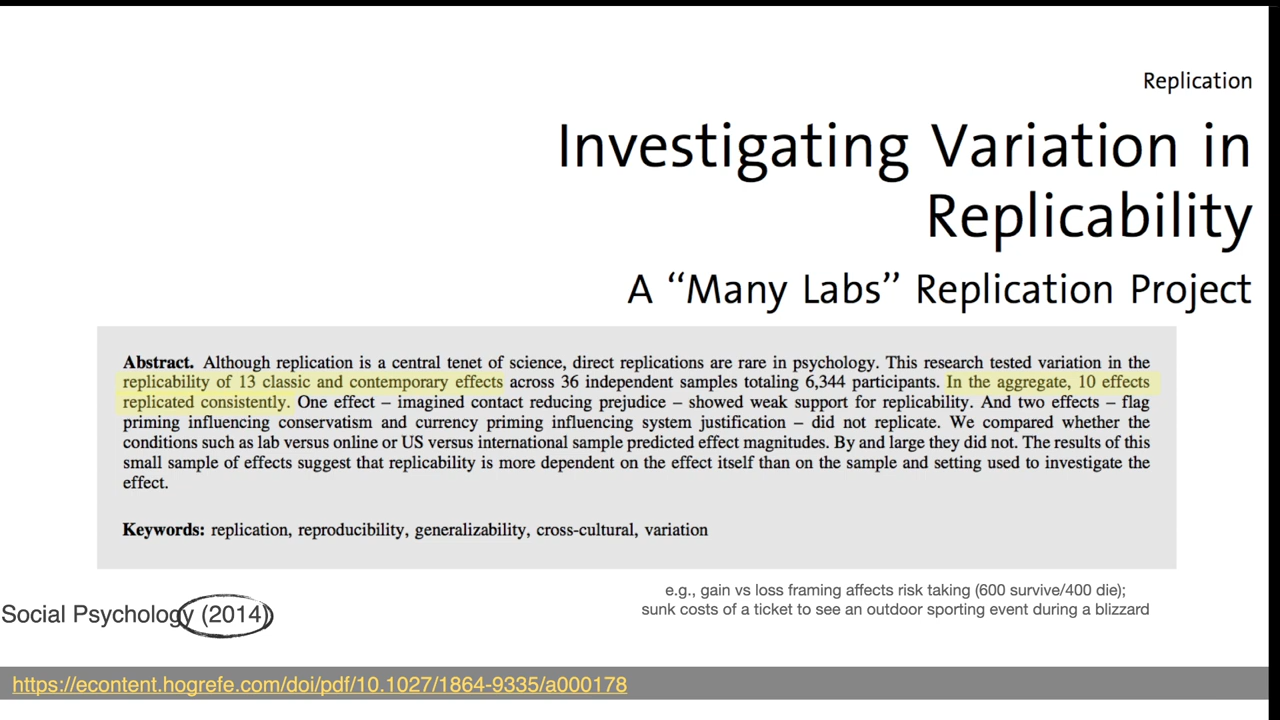 Replication
Investigating Variation in
Replicability
A “Many Labs” Replication Project
Abstract. Although replication is a central tenet of science, direct replications are rare in psychology. This research tested variation in the
replicability of 13 classic and contemporary effects across 36 independent samples totaling 6,344 participants. In the aggregate, 10 effects
replicated consistently. One effect – imagined contact reducing prejudice – showed weak support for replicability. And two effects – flag
priming influencing conservatism and currency priming influencing system justification – did not replicate. We compared whether the
conditions such as lab versus online or US versus international sample predicted effect magnitudes. By and large they did not. The results of this
small sample of effects suggest that replicability is more dependent on the effect itself than on the sample and setting used to investigate the
effect.
Keywords: replication, reproducibility, generalizability, cross-cultural, variation
e.g., gain vs loss framing affects risk taking (600 survive/400 die);
sunk costs of a ticket to see an outdoor sporting event during a blizzard
Social Psychology (2014)
https://econtent.hogrefe.com/doi/pdf/10.1027/1864-9335/a000178